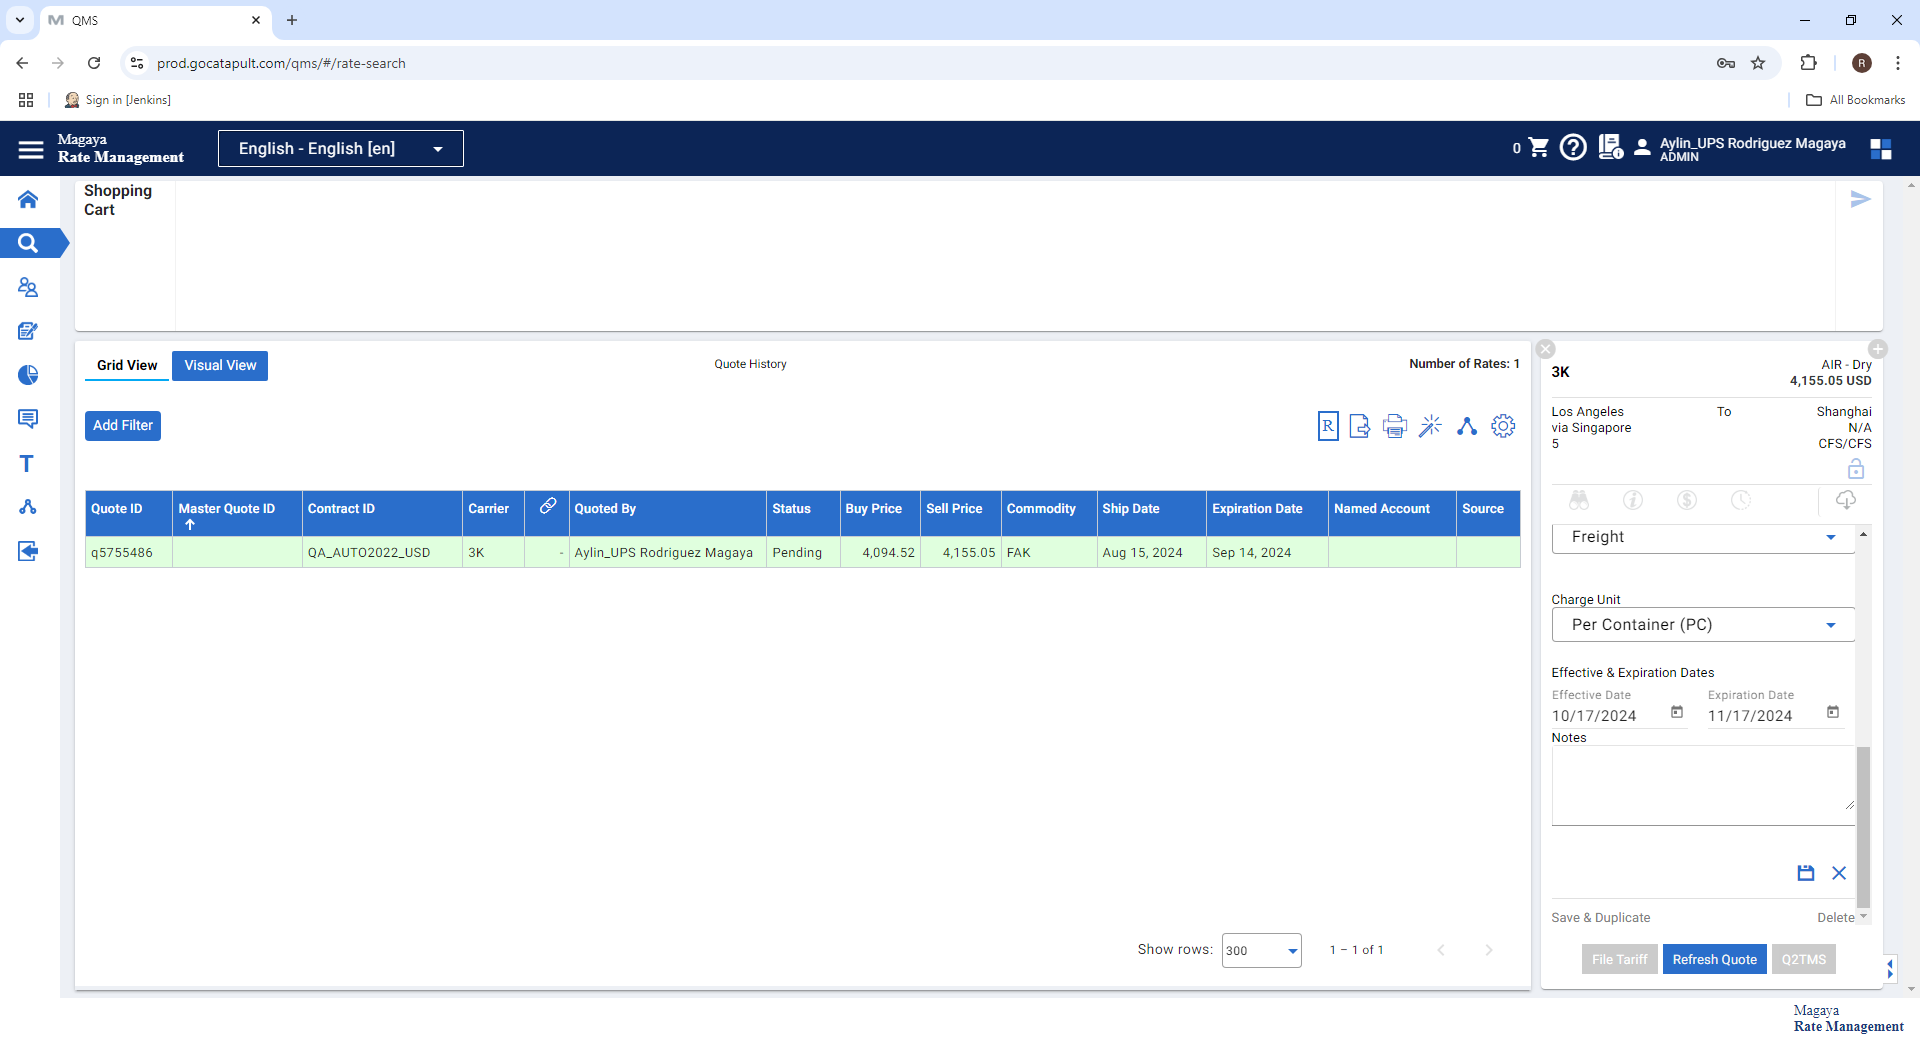 QMS
prod.gocatapult.com/qms/#/rate-search
R
Sign in [Jenkins]
All Bookmarks
Magaya
Rate Management
English - English [en]
0
Aylin_UPS Rodriguez Magaya
ADMIN
Shopping
Cart
Grid View
Visual View
Quote History
Number of Rates: 1
Add Filter
R
Quote ID Master Quote ID Contract ID Carrier Quoted By Status Buy Price Sell Price Commodity Ship Date Expiration Date Named Account Source
q5755486 QA_AUTO2022_USD 3K - Aylin_UPS Rodriguez Magaya Pending 4,094.52 4,155.05 FAK Aug 15, 2024 Sep 14, 2024
Show rows: 300 1 – 1 of 1
3K
AIR - Dry
4,155.05 USD
Los Angeles To Shanghai
via Singapore N/A
5 CFS/CFS
Freight
Charge Unit
Per Container (PC)
Effective & Expiration Dates
Effective Date Expiration Date
10/17/2024 11/17/2024
Notes
Save & Duplicate Delete
File Tariff Refresh Quote Q2TMS
T
Magaya
Rate Management